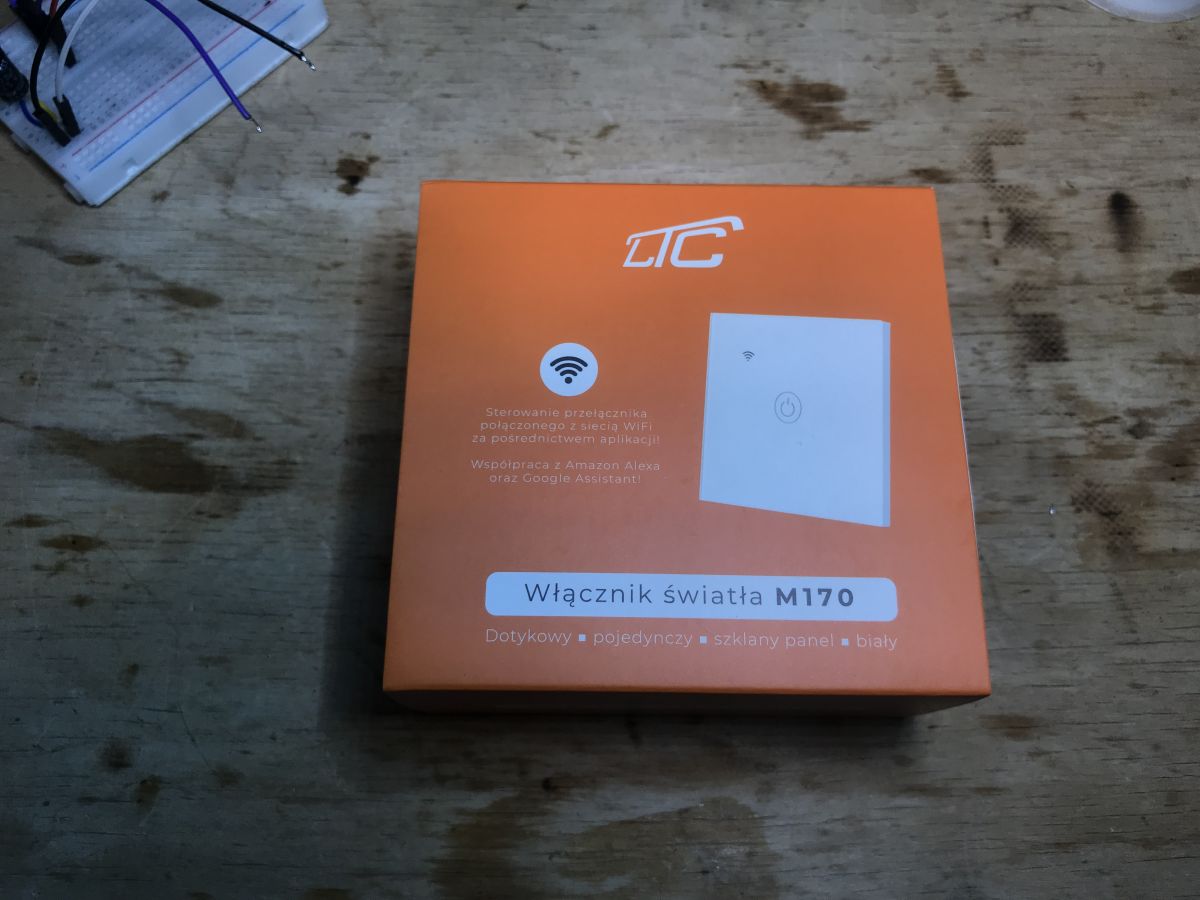 LTC
Sterowanie przełącznika
połączonego z siecią WiFi
za pośrednictwem aplikacji!
Współpraca z Amazon Alexa
oraz Google Assistant!
Włącznik światła M170
Dotykowy ▪ pojedynczy ▪ szklany panel ▪ biały